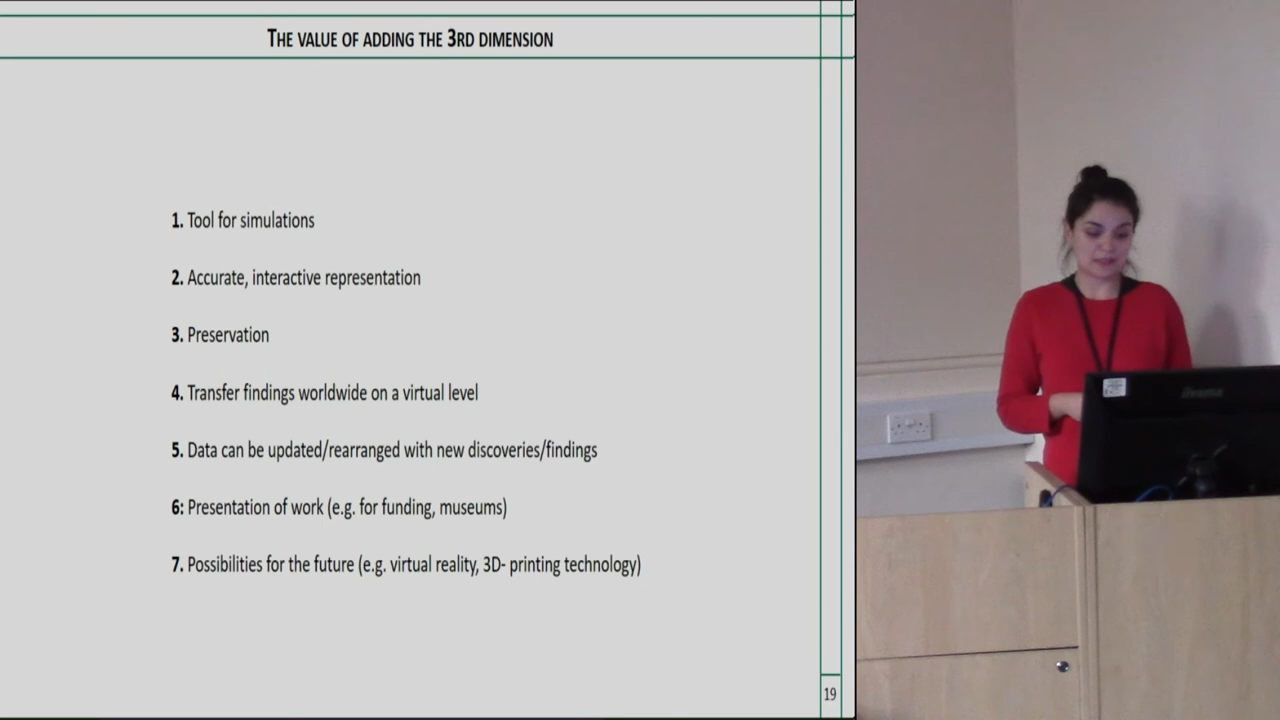 THE VALUE OF ADDING THE 3RD DIMENSION
1. Tool for simulations
2. Accurate, interactive representation
3. Preservation
4. Transfer findings worldwide on a virtual level
5. Data can be updated/rearranged with new discoveries/findings
6: Presentation of work (e.g. for funding, museums)
7. Possibilities for the future (e.g. virtual reality, 3D- printing technology)
19
iiyama